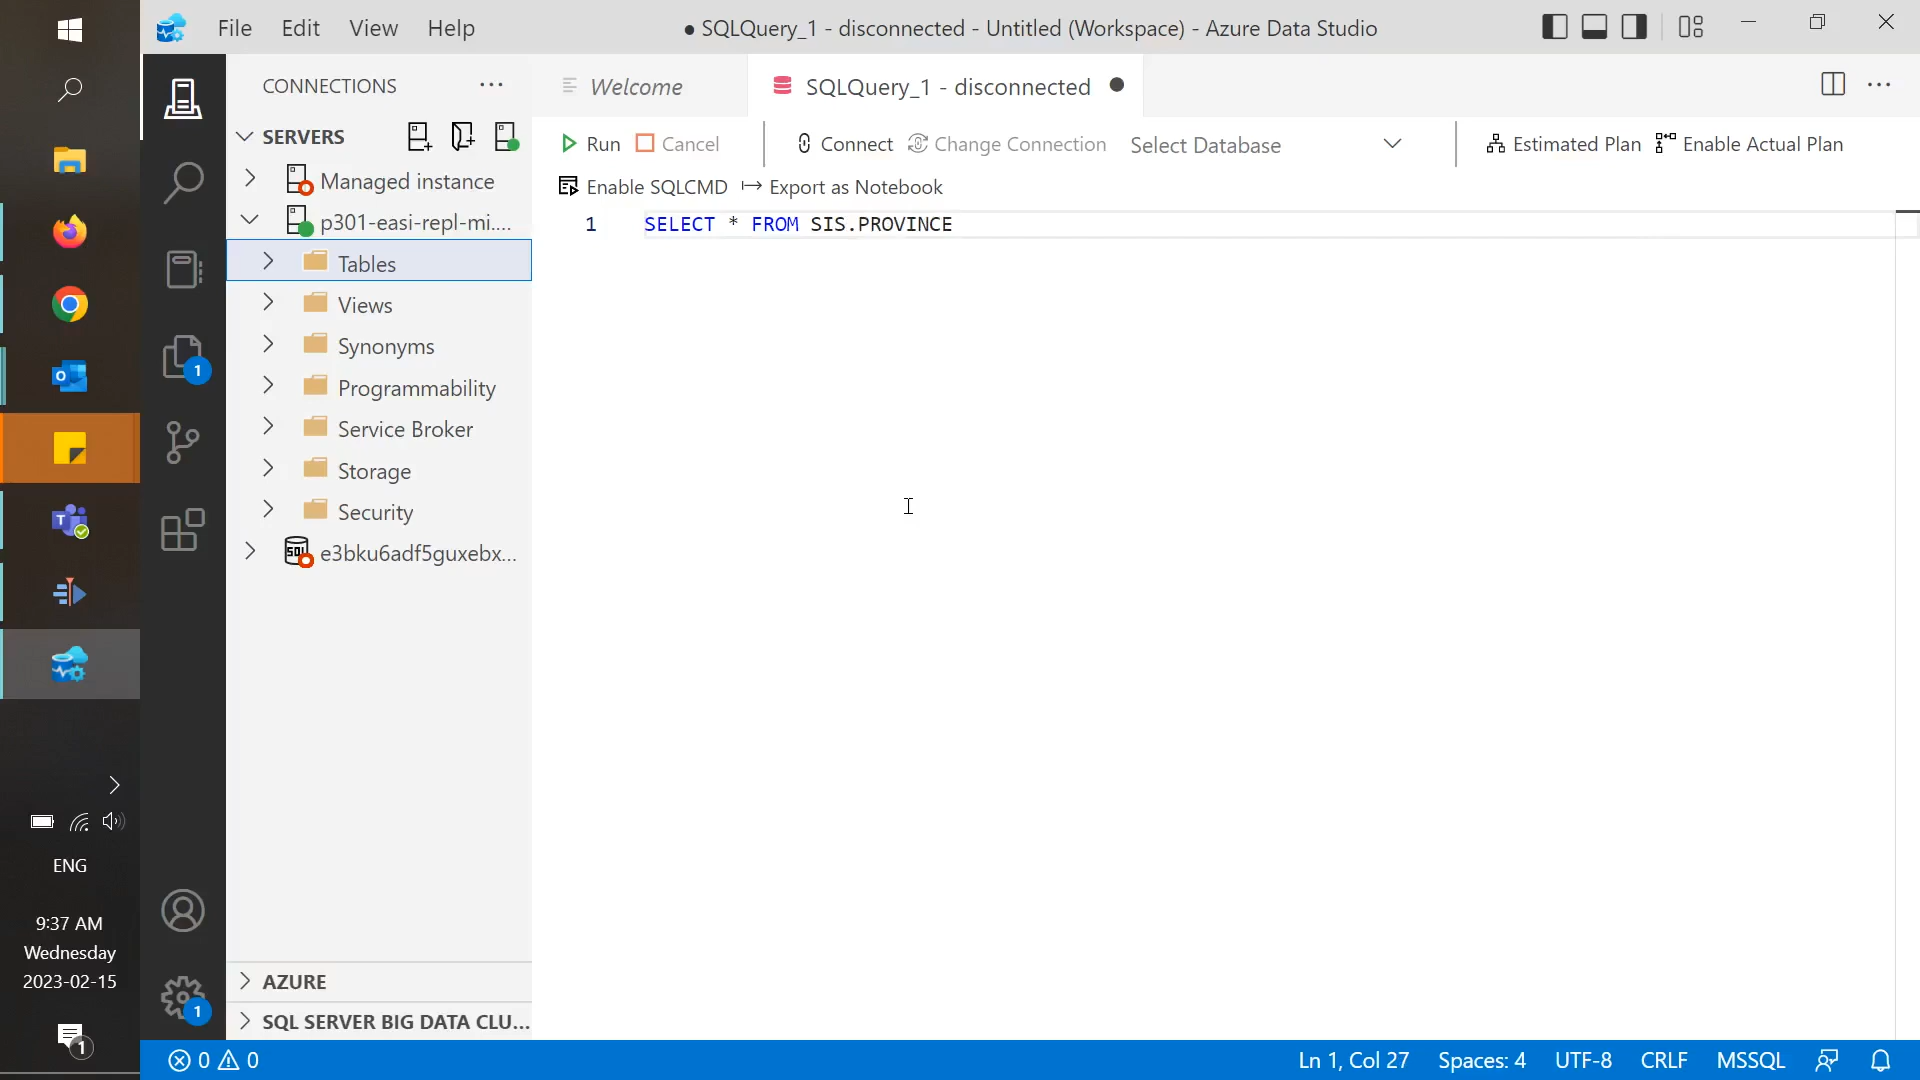 File Edit View Help
● SQLQuery_1 - disconnected - Untitled (Workspace) - Azure Data Studio
CONNECTIONS
Welcome
SQLQuery_1 - disconnected
SERVERS
Run
Cancel
Connect
Change Connection
Select Database
Estimated Plan
Enable Actual Plan
Enable SQLCMD
Export as Notebook
1 SELECT * FROM SIS.PROVINCE
Managed instance
p301-easi-repl-mi....
Tables
Views
Synonyms
Programmability
Service Broker
Storage
Security
SQL
e3bku6adf5guxebx...
AZURE
SQL SERVER BIG DATA CLU...
1
1
ENG
9:37 AM
Wednesday
2023-02-15
1
0 0
Ln 1, Col 27
Spaces: 4
UTF-8
CRLF
MSSQL